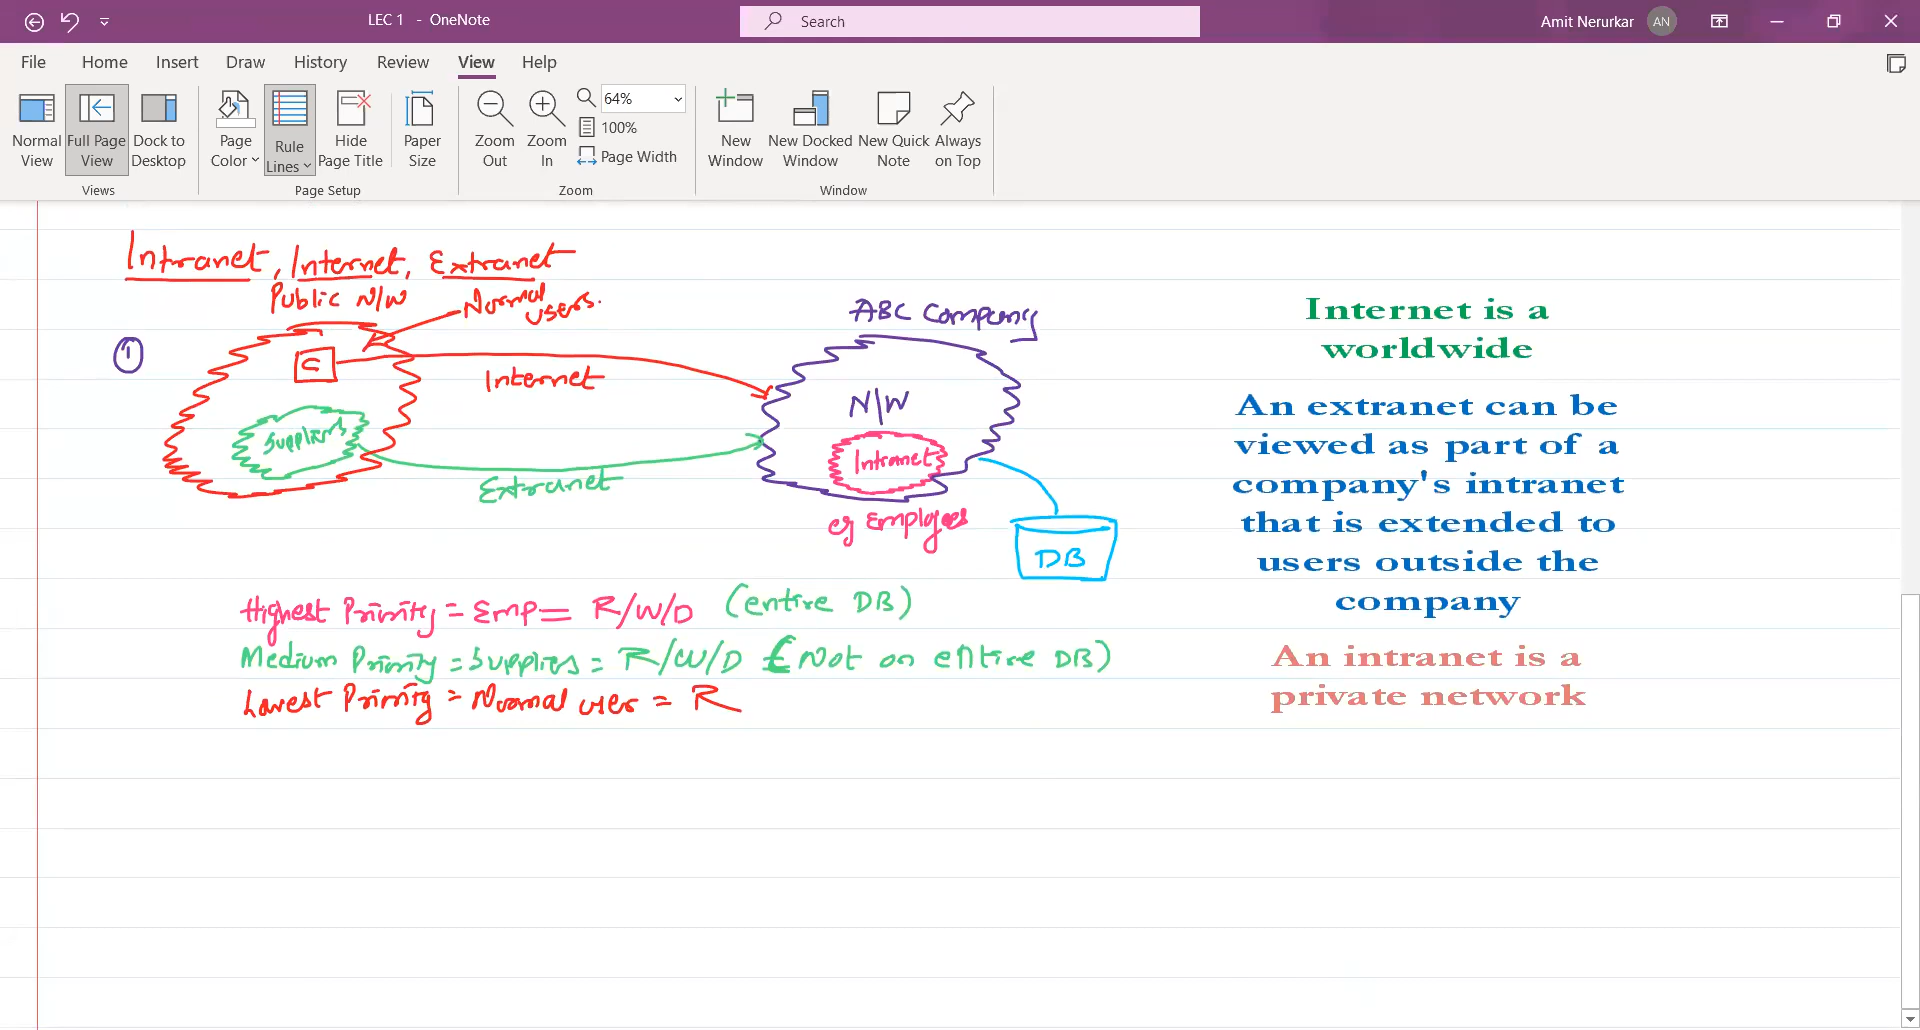 LEC 1 - OneNote
Search
Amit Nerurkar AN
File Home Insert Draw History Review View Help
Normal View
Full Page View
Dock to Desktop
Page Color
Rule Lines
Hide Page Title
Paper Size
Zoom Out
Zoom In
64%
100%
Page Width
New Window
New Docked Window
New Quick Note
Always on Top
Views
Page Setup
Zoom
Window
Intranet, Internet, Extranet
Public N/W
Normal users.
1
Internet
Suppliers
Extranet
ABC Company
N/W
Intranet
eg Employees
DB
Highest Priority = Emp = R/W/D (entire DB)
Medium Priority = Suppliers = R/W/D (Not on entire DB)
Lowest Priority = Normal user = R
Internet is a
worldwide
An extranet can be
viewed as part of a
company's intranet
that is extended to
users outside the
company
An intranet is a
private network